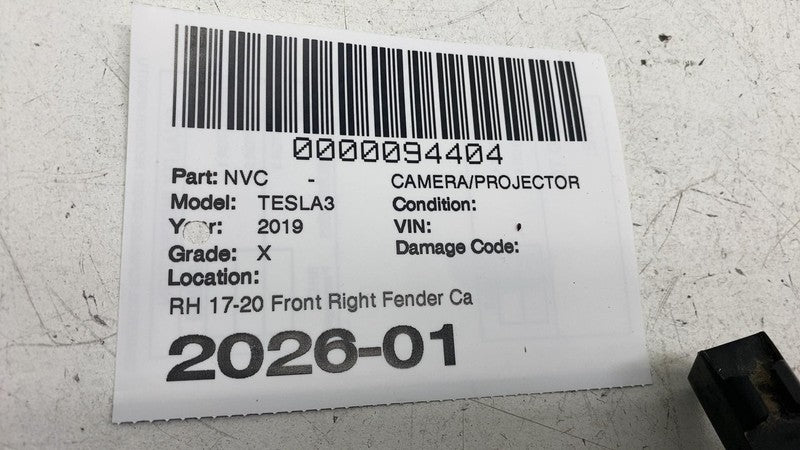 0000094404
Part: NVC - CAMERA/PROJECTOR
Model: TESLA3 Condition:
Year: 2019 VIN:
Grade: X Damage Code:
Location:
RH 17-20 Front Right Fender Ca
2026-01